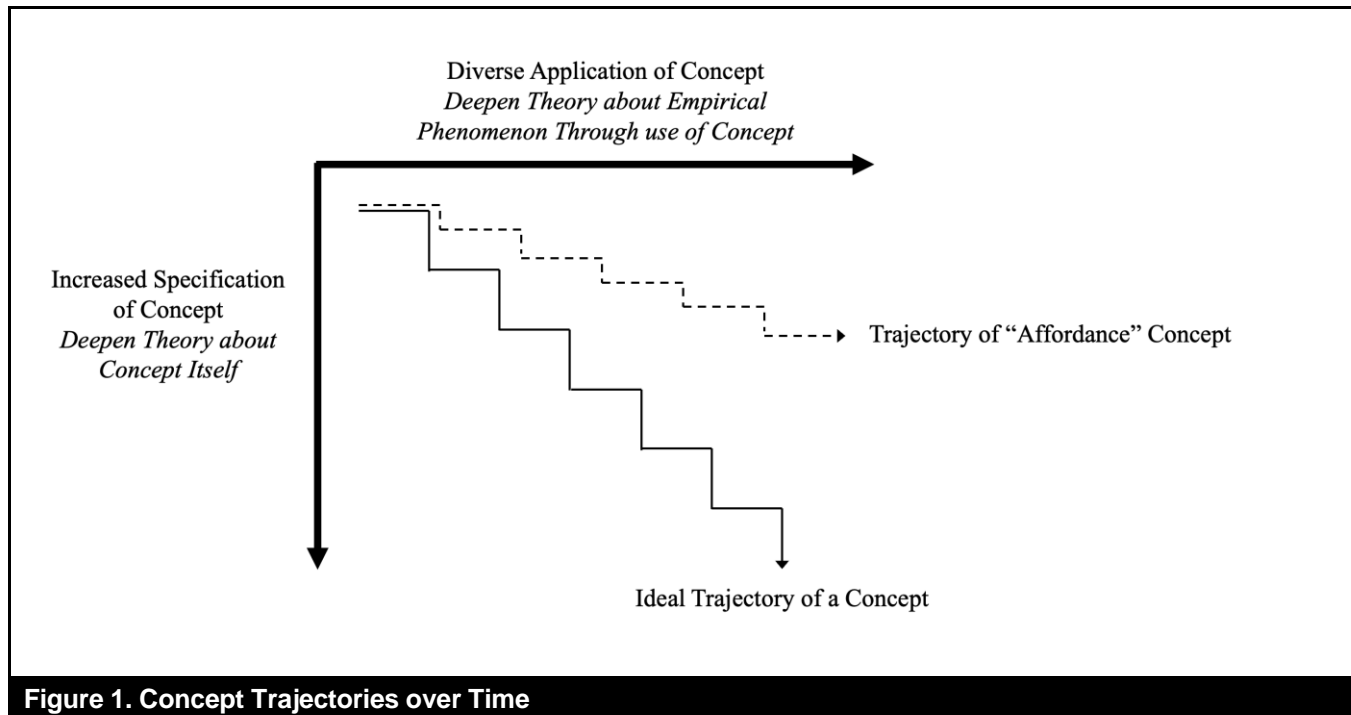 Diverse Application of Concept
Deepen Theory about Empirical
Phenomenon Through use of Concept
Increased Specification
of Concept
Deepen Theory about
Concept Itself
Trajectory of “Affordance” Concept
Ideal Trajectory of a Concept
Figure 1. Concept Trajectories over Time